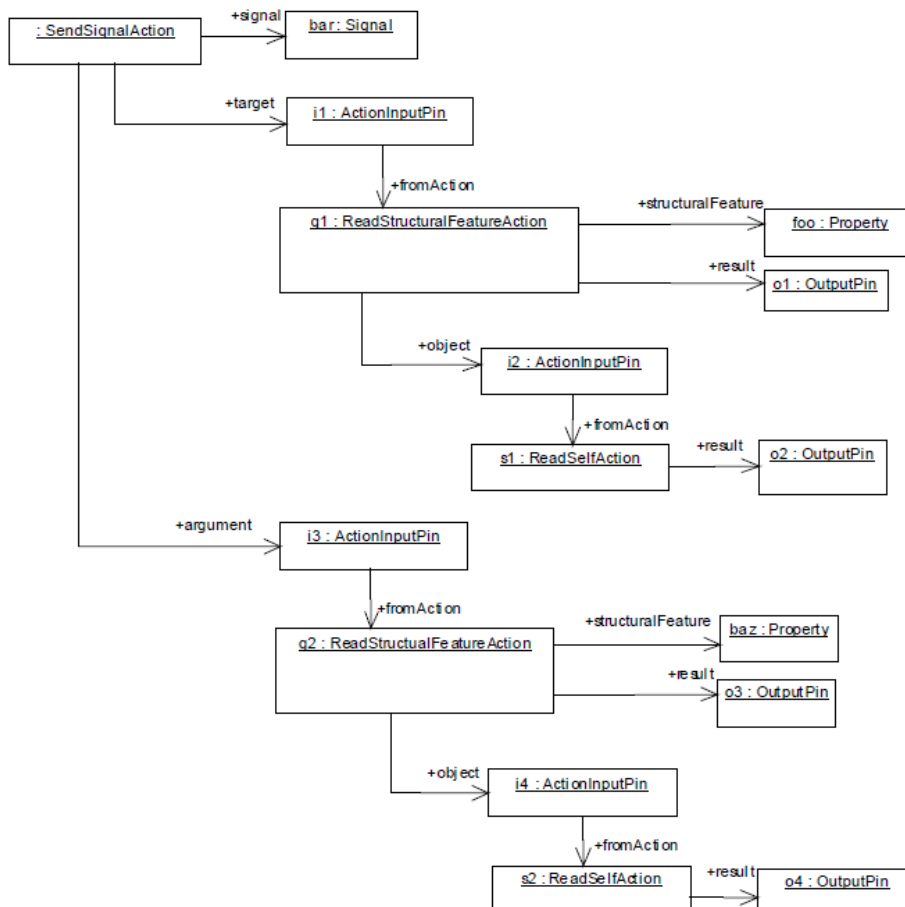 +signal
: SendSignalAction
bar: Signal
+target
i1 : ActionInputPin
+fromAction
g1 : ReadStructuralFeatureAction
+structuralFeature
foo : Property
+result
o1 : OutputPin
+object
i2 : ActionInputPin
+fromAction
s1 : ReadSelfAction
+result
o2 : OutputPin
+argument
i3 : ActionInputPin
+fromAction
g2 : ReadStructualFeatureAction
+structuralFeature
baz : Property
+result
o3 : OutputPin
+object
i4 : ActionInputPin
+fromAction
s2 : ReadSelfAction
+result
o4 : OutputPin